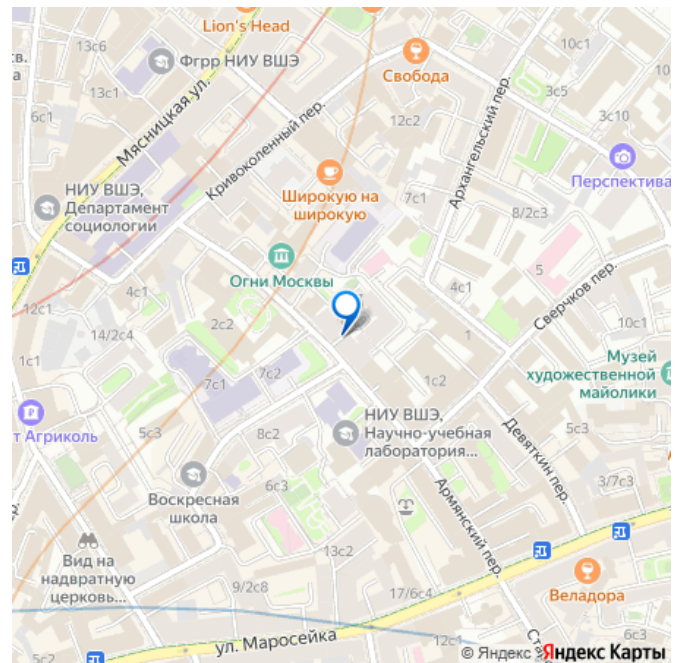 Lion's Head
13с6
Фгрр НИУ ВШЭ
10с1
Свобода
св.
3с5
13с1
Мясницкая ул.
Архангельский пер.
6с1
12с2
3с10
Кривоколенный пер.
Перспектива
НИУ ВШЭ,
Департамент
социологии
Широкую на
широкую
7с1
8/2с3
Огни Москвы
5
Сверчков пер.
4с1
4с1
12с1
2с2
14/2с4
1
10с1
1с1
7с2
Музей
художественной
майолики
7с1
1с2
т Агриколь
НИУ ВШЭ,
Научно-учебная
лаборатория...
Девяткин пер.
5с3
5с3
8с2
6с3
Воскресная
школа
3/7с3
Армянский пер.
13с2
Вид на
надвратную
церковь...
9/2с8
17/6с4
Веладора
ул. Маросейка
12с1
© Яндекс Яндекс Карты